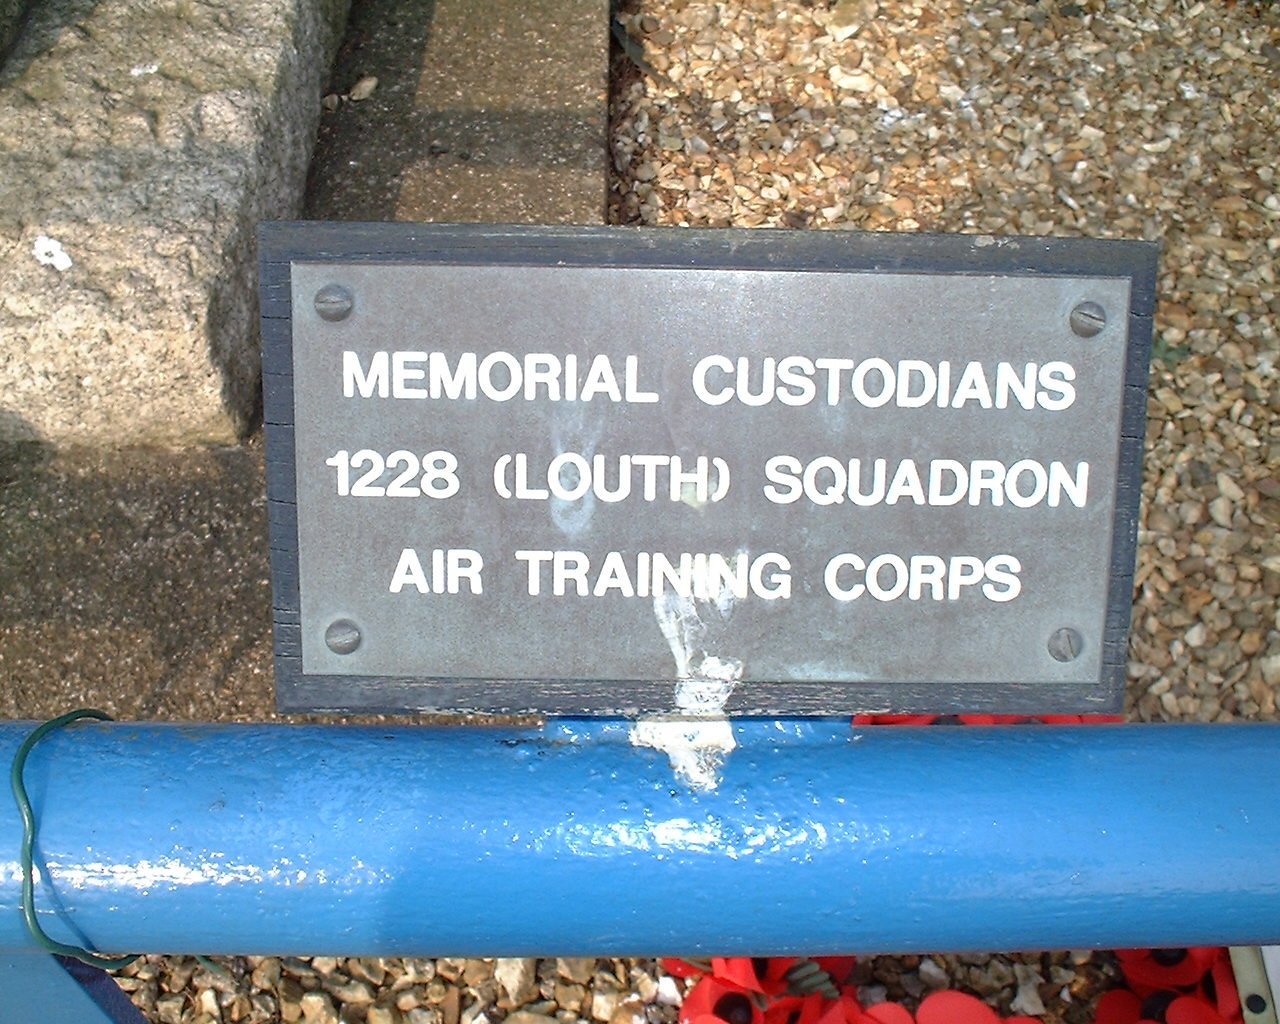 MEMORIAL CUSTODIANS
1228 (LOUTH) SQUADRON
AIR TRAINING CORPS